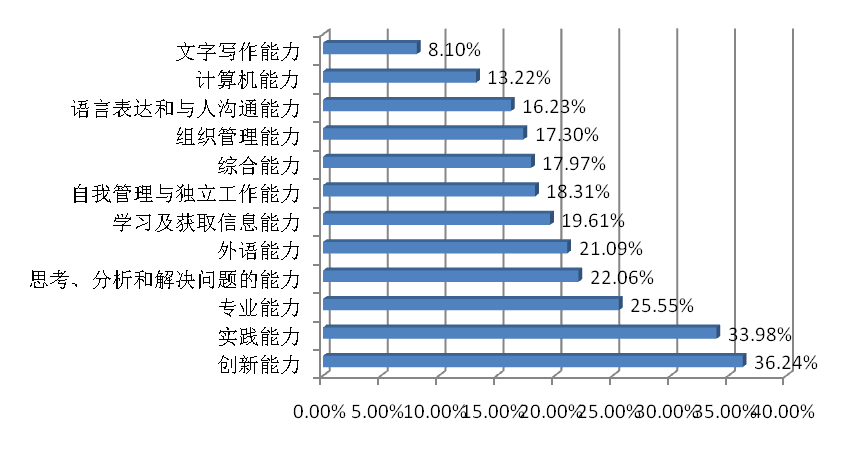 文字写作能力 8.10%
计算机能力 13.22%
语言表达和与人沟通能力 16.23%
组织管理能力 17.30%
综合能力 17.97%
自我管理与独立工作能力 18.31%
学习及获取信息能力 19.61%
外语能力 21.09%
思考、分析和解决问题的能力 22.06%
专业能力 25.55%
实践能力 33.98%
创新能力 36.24%
0.00% 5.00% 10.00% 15.00% 20.00% 25.00% 30.00% 35.00% 40.00%